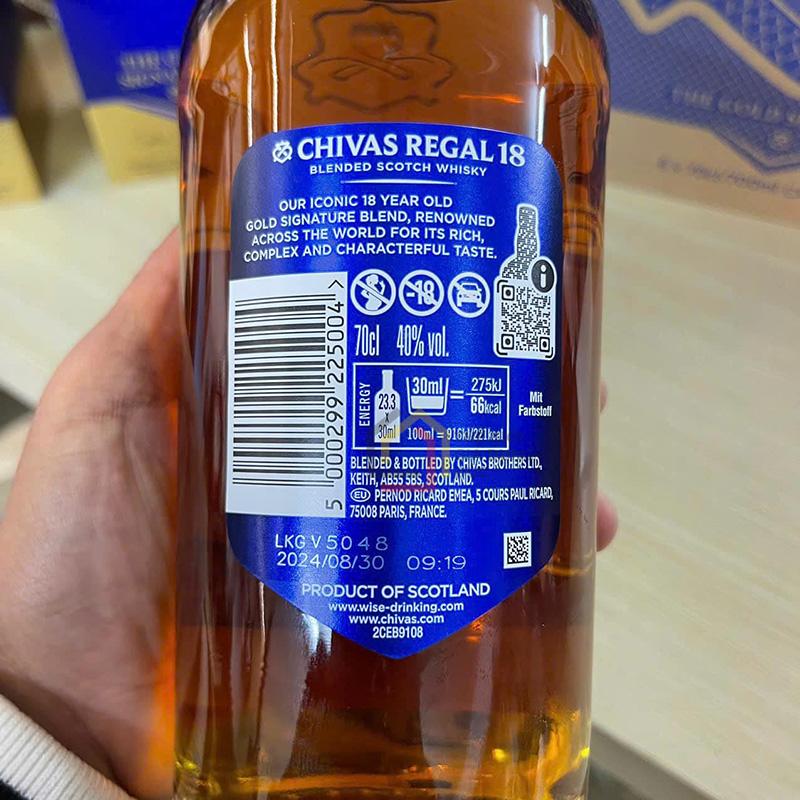 CHIVAS REGAL 18
BLENDED SCOTCH WHISKY
OUR ICONIC 18 YEAR OLD
GOLD SIGNATURE BLEND, RENOWNED
ACROSS THE WORLD FOR ITS RICH,
COMPLEX AND CHARACTERFUL TASTE.
-18
i
70cl 40% vol.
ENERGY
23.3
x
30ml
30ml
=
275kJ
66kcal
100ml = 916kJ/221kcal
Mit
Farbstoff
5 000299 225004 >
BLENDED & BOTTLED BY CHIVAS BROTHERS LTD.,
KEITH, AB55 5BS, SCOTLAND.
EU PERNOD RICARD EMEA, 5 COURS PAUL RICARD,
75008 PARIS, FRANCE.
LKG V 5048
2024/08/30 09:19
PRODUCT OF SCOTLAND
www.wise-drinking.com
www.chivas.com
2CEB9108
THE GOLD